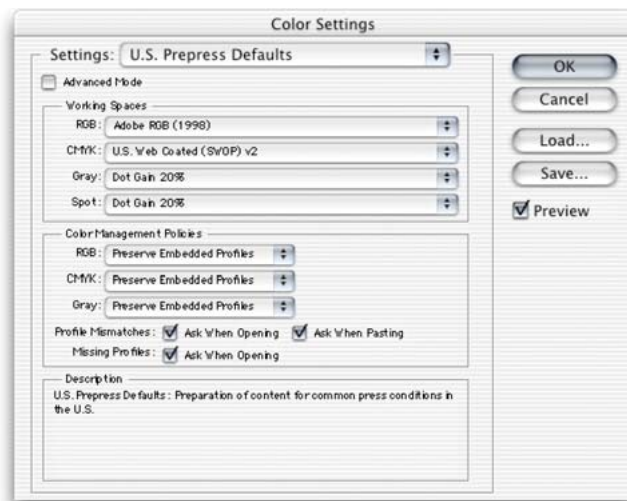 Color Settings
Settings: U.S. Prepress Defaults
Advanced Mode
Working Spaces
RGB: Adobe RGB (1998)
CMYK: U.S. Web Coated (SWOP) v2
Gray: Dot Gain 20%
Spot: Dot Gain 20%
Color Management Policies
RGB: Preserve Embedded Profiles
CMYK: Preserve Embedded Profiles
Gray: Preserve Embedded Profiles
Profile Mismatches: Ask When Opening Ask When Pasting
Missing Profiles: Ask When Opening
Description
U.S. Prepress Defaults: Preparation of content for common press conditions in
the U.S.
OK
Cancel
Load...
Save...
Preview